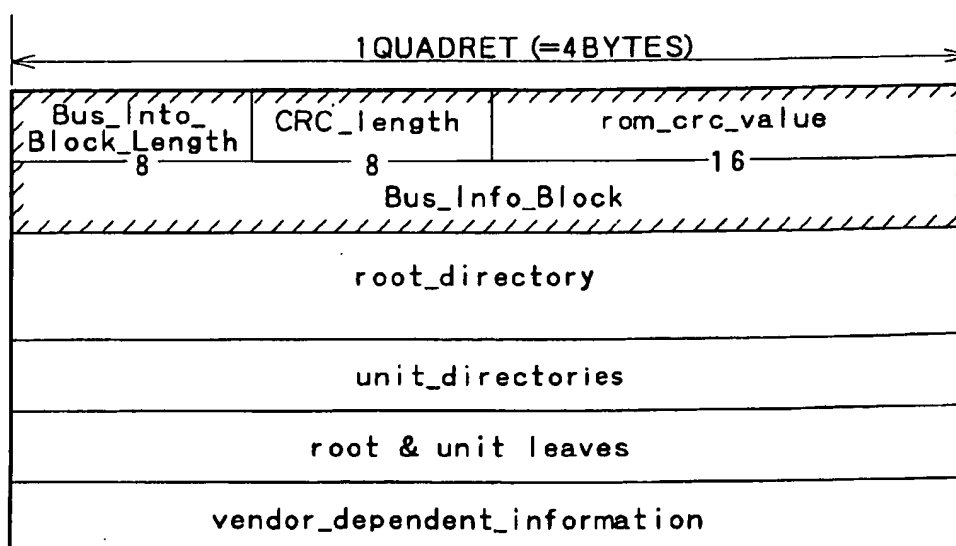 1QUADRET (=4BYTES)
Bus_Into_ CRC_length rom_crc_value
Block_Length
8 8 16
Bus_Info_Block
root_directory
unit_directories
root & unit leaves
vendor_dependent_information